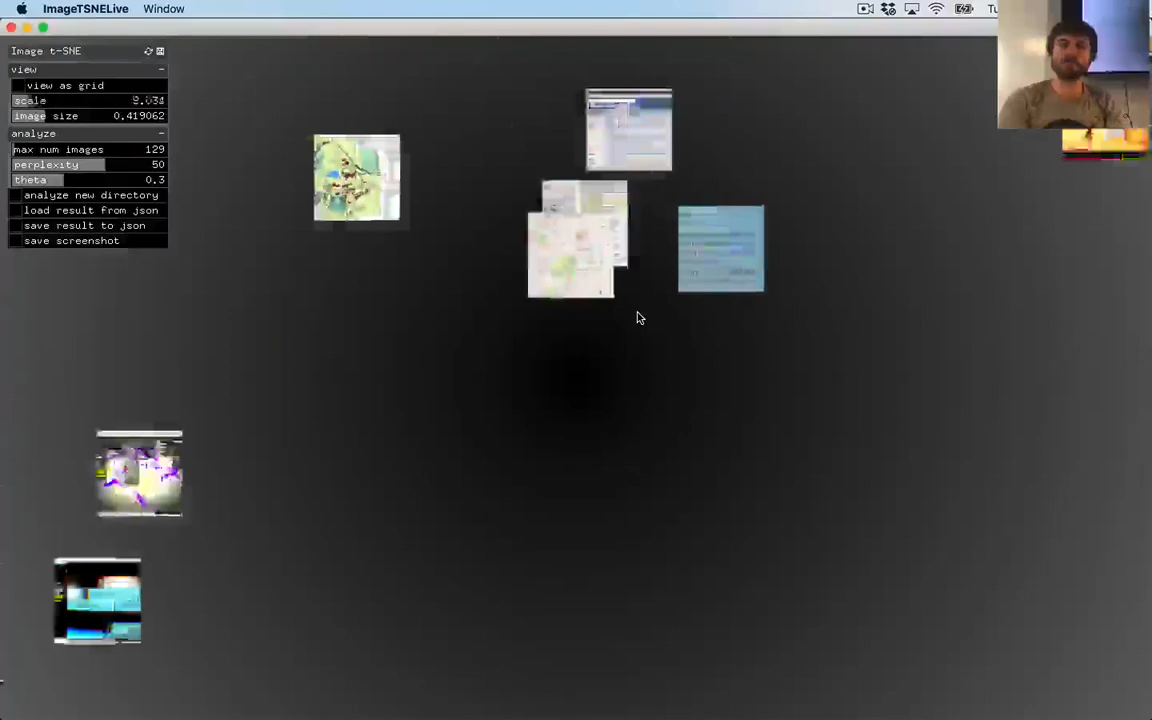 ImageTSNELive Window
Image t-SNE
view
view as grid
scale
image size 0.419062
analyze
max num images 129
perplexity 50
theta 0.3
analyze new directory
load result from json
save result to json
save screenshot